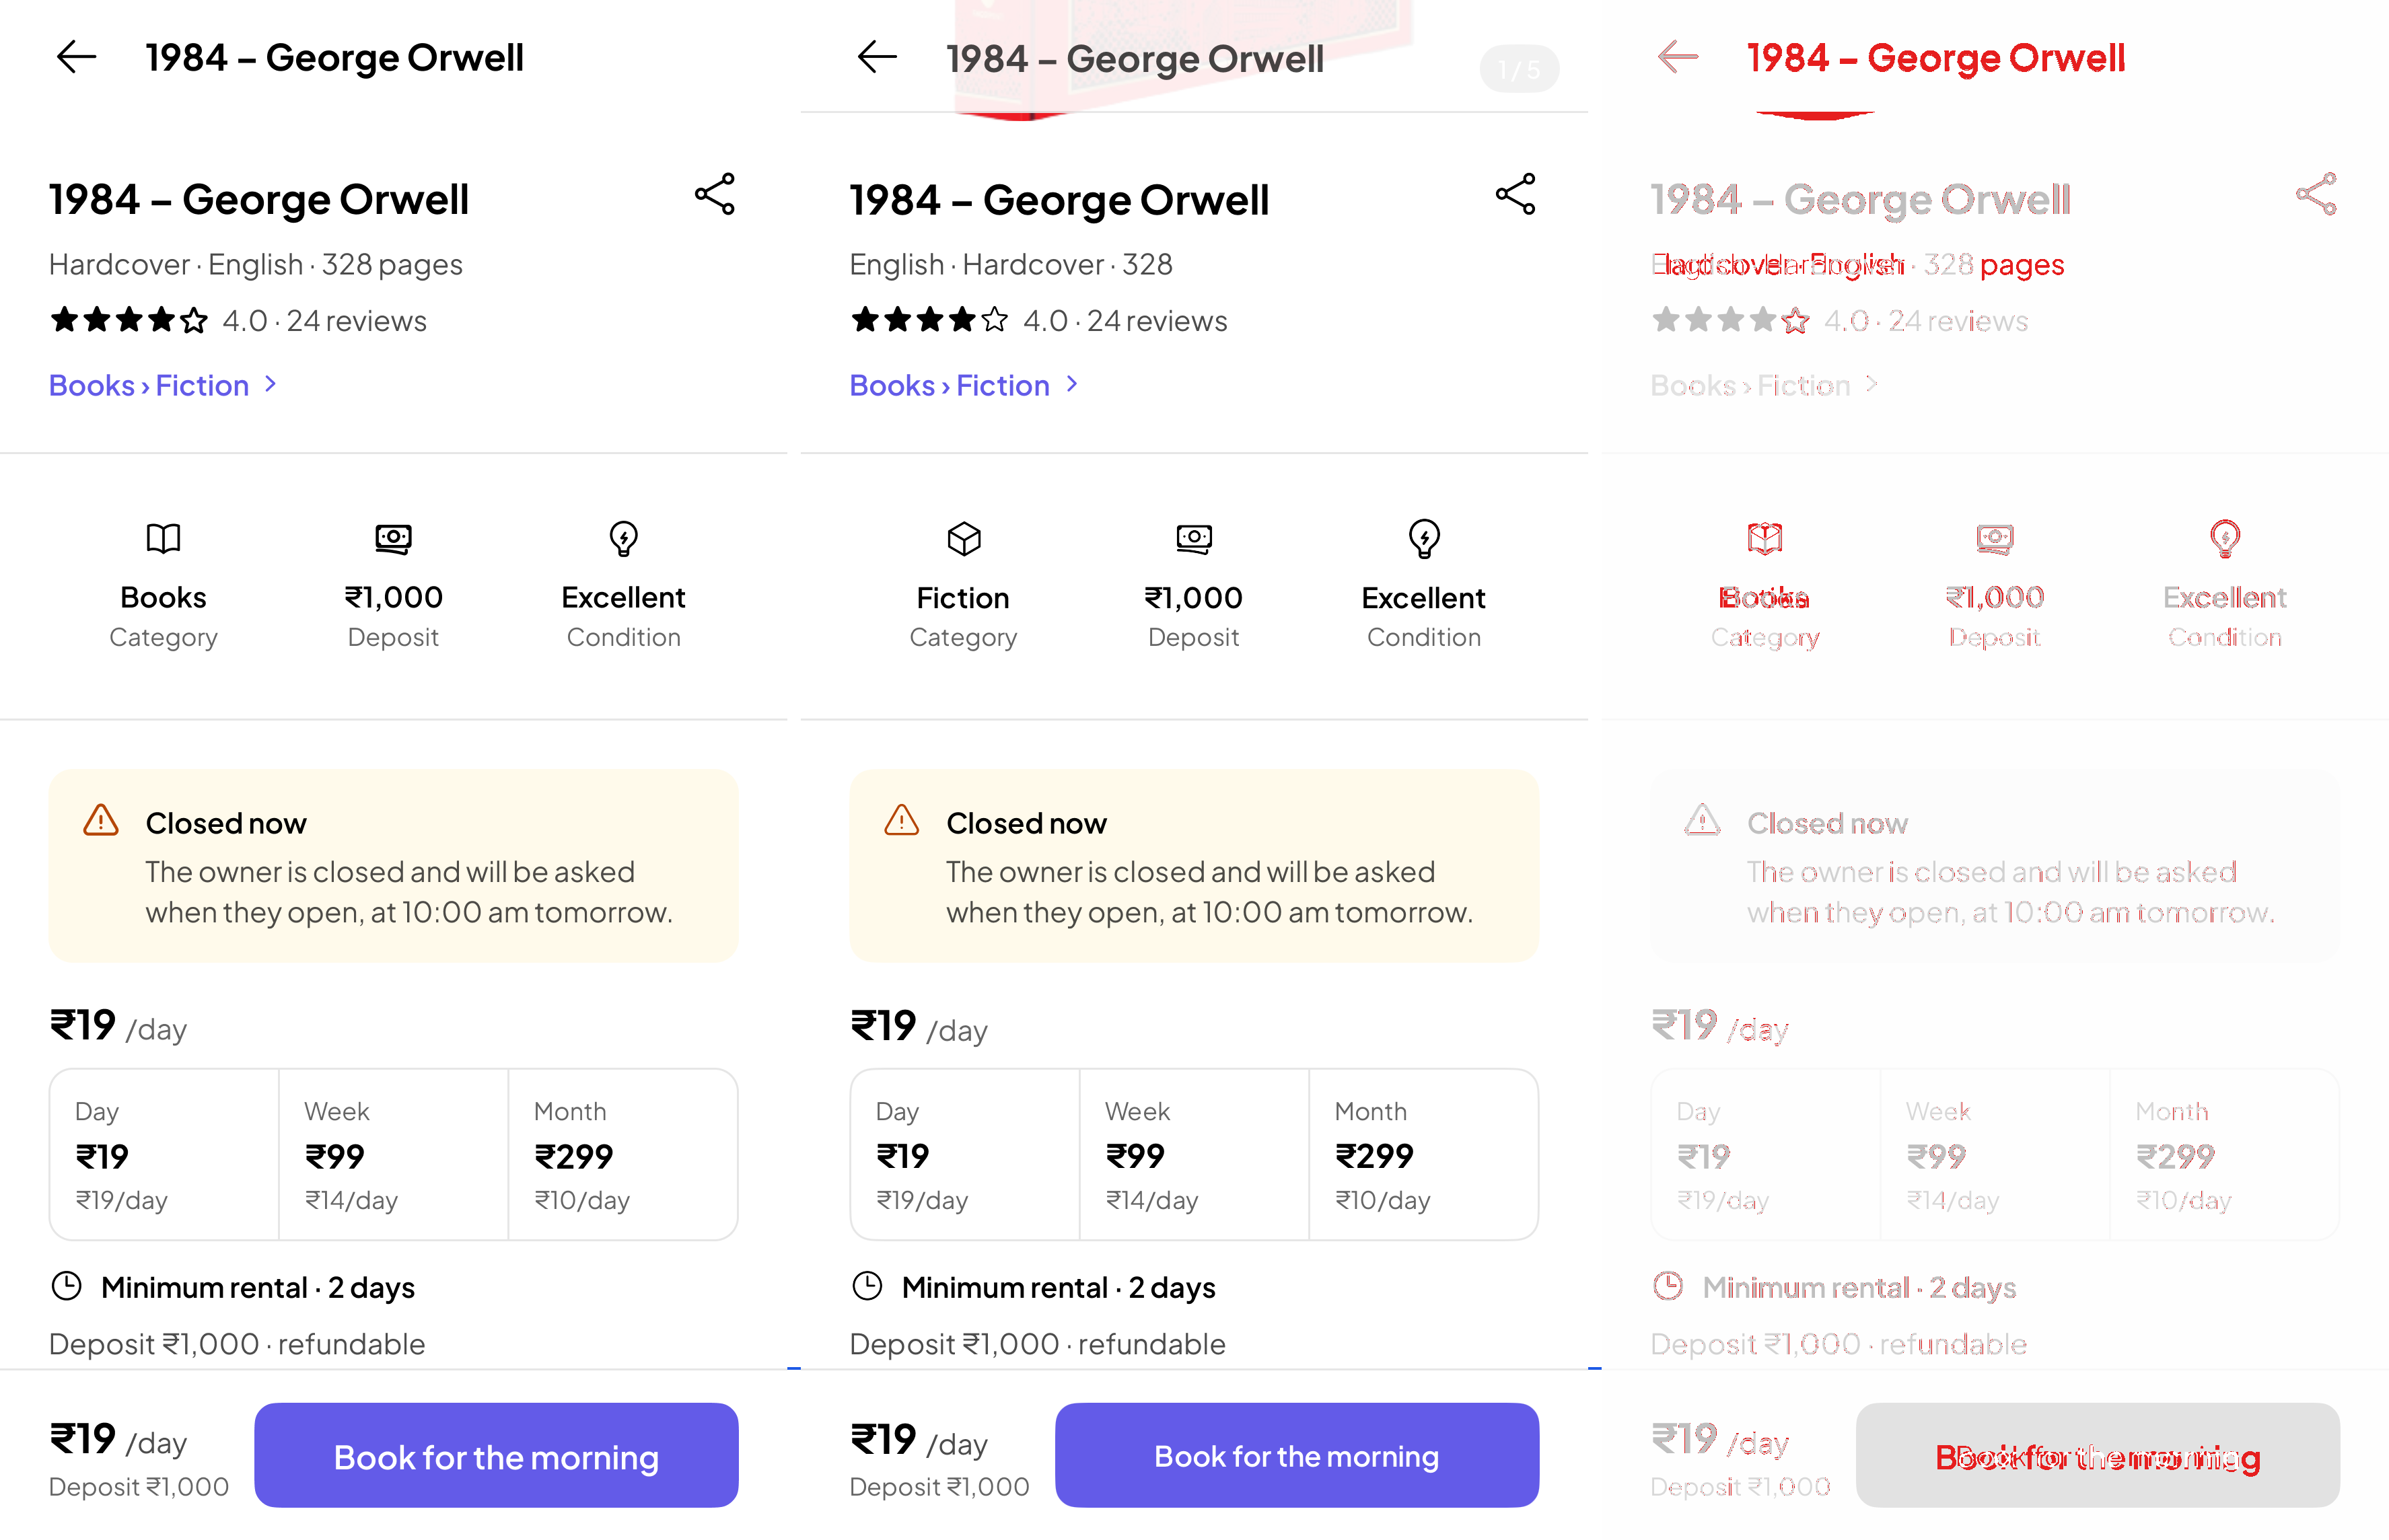 1984 – George Orwell
1984 – George Orwell
Hardcover · English · 328 pages
4.0 · 24 reviews
Books › Fiction
Books
Category
₹1,000
Deposit
Excellent
Condition
Closed now
The owner is closed and will be asked
when they open, at 10:00 am tomorrow.
₹19 /day
Day
₹19
₹19/day
Week
₹99
₹14/day
Month
₹299
₹10/day
Minimum rental · 2 days
Deposit ₹1,000 · refundable
₹19 /day
Deposit ₹1,000
Book for the morning
1984 – George Orwell
1/5
1984 – George Orwell
English · Hardcover · 328
4.0 · 24 reviews
Books › Fiction
Fiction
Category
₹1,000
Deposit
Excellent
Condition
Closed now
The owner is closed and will be asked
when they open, at 10:00 am tomorrow.
₹19 /day
Day
₹19
₹19/day
Week
₹99
₹14/day
Month
₹299
₹10/day
Minimum rental · 2 days
Deposit ₹1,000 · refundable
₹19 /day
Deposit ₹1,000
Book for the morning
1984 – George Orwell
1984 – George Orwell
· 328 pages
4.0 · 24 reviews
Books › Fiction
Category
₹1,000
Deposit
Excellent
Condition
Closed now
The owner is closed and will be asked
when they open, at 10:00 am tomorrow.
₹19 /day
Day
₹19
₹19/day
Week
₹99
₹14/day
Month
₹299
₹10/day
Minimum rental · 2 days
Deposit ₹1,000 · refundable
₹19 /day
Deposit ₹1,000